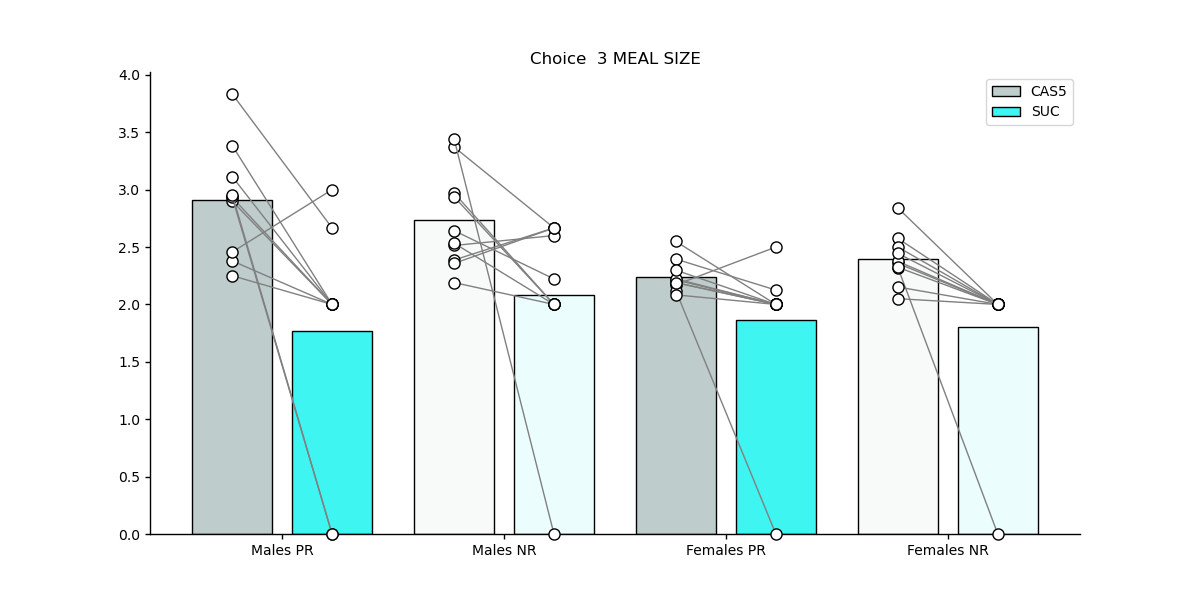 Choice  3 MEAL SIZE
CAS5
SUC
4.0
3.5
3.0
2.5
2.0
1.5
1.0
0.5
0.0
Males PR
Males NR
Females PR
Females NR